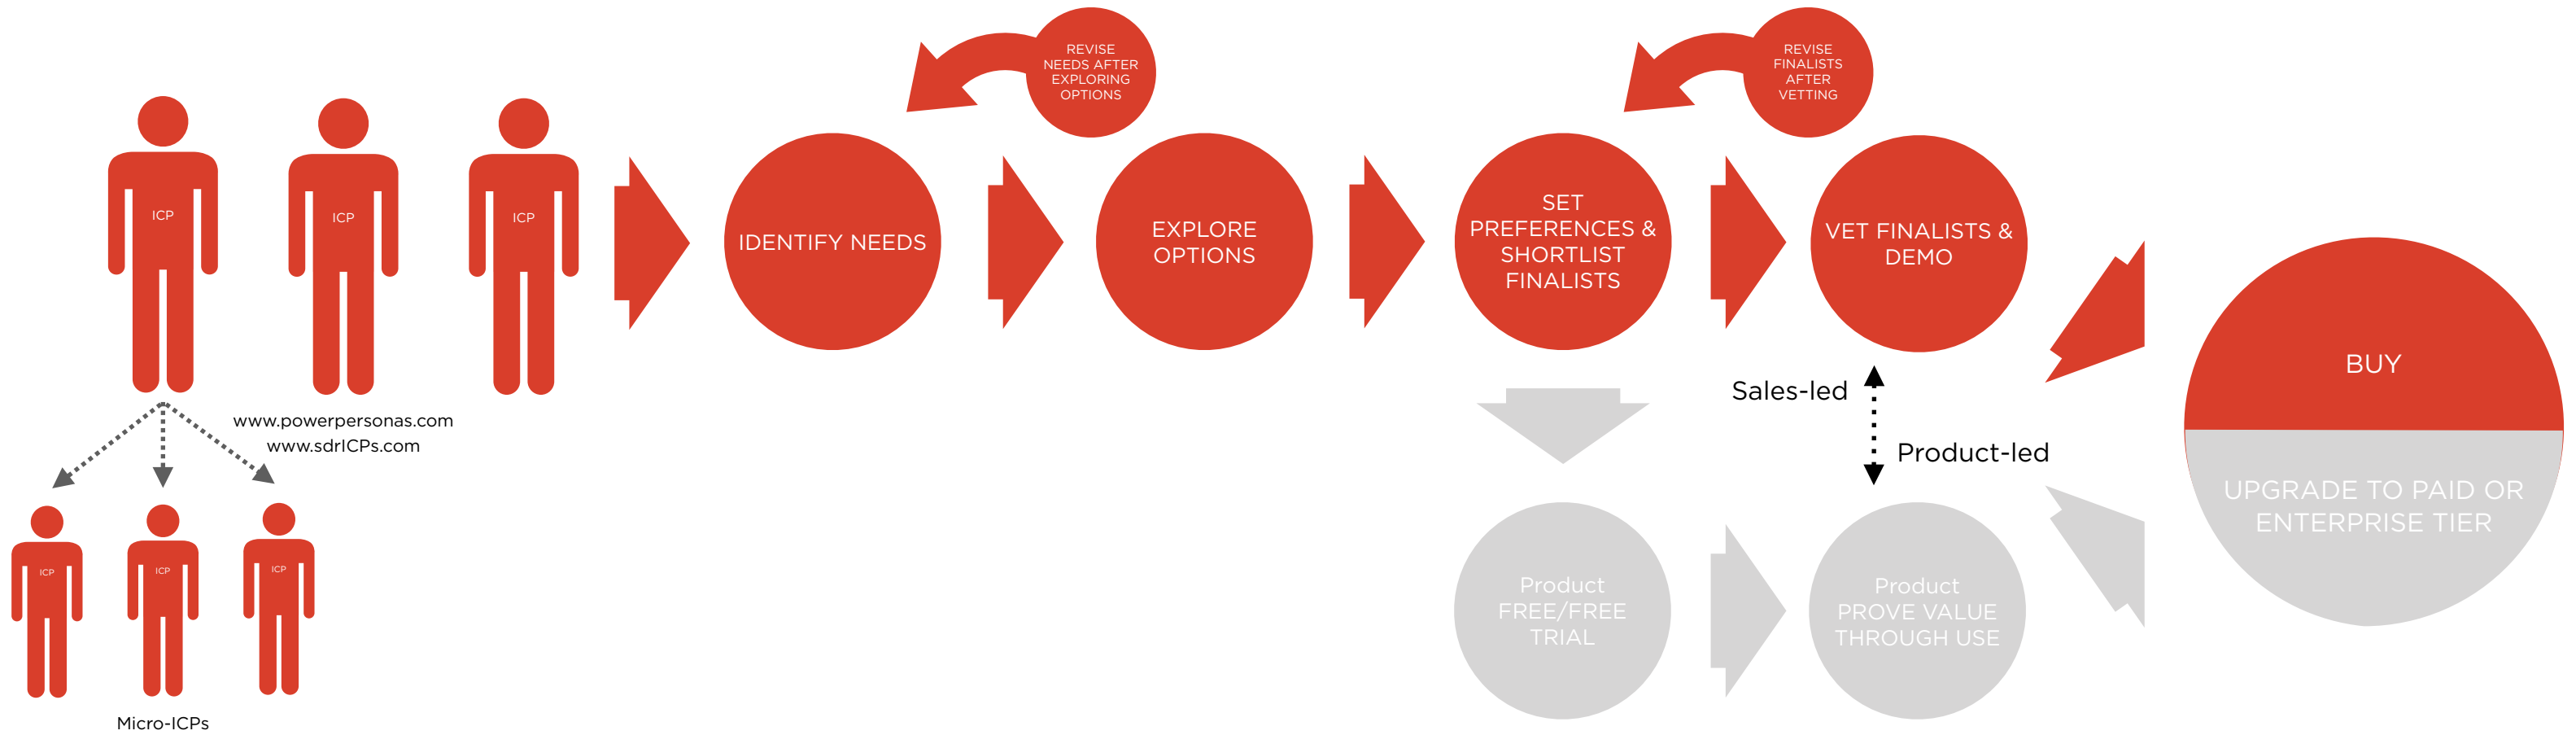 REVISE
NEEDS AFTER
EXPLORING
OPTIONS
REVISE
FINALISTS
AFTER
VETTING
ICP
ICP
ICP
IDENTIFY NEEDS
EXPLORE
OPTIONS
SET
PREFERENCES &
SHORTLIST
FINALISTS
VET FINALISTS &
DEMO
BUY
UPGRADE TO PAID OR
ENTERPRISE TIER
Sales-led
Product-led
www.powerpersonas.com
www.sdrICPs.com
ICP
ICP
ICP
Micro-ICPs
Product
FREE/FREE
TRIAL
Product
PROVE VALUE
THROUGH USE